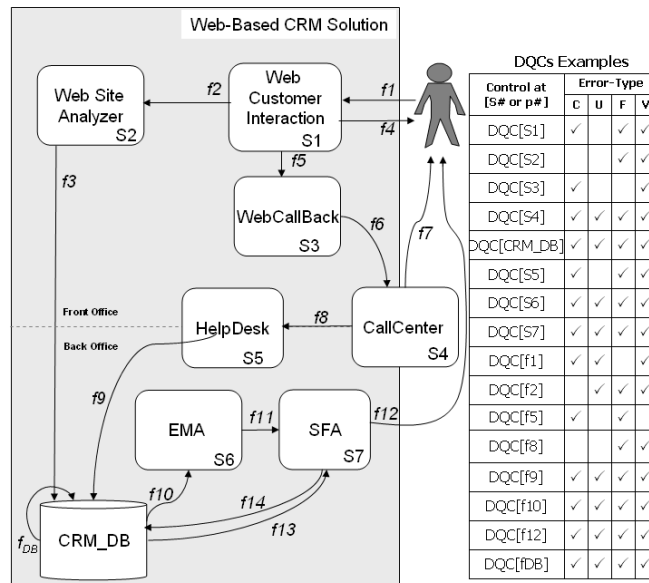 Web-Based CRM Solution
Web Site
Analyzer
S2
f2
Web
Customer
Interaction
S1
f1
f4
f3
f5
WebCallBack
S3
f6
f7
Front Office
Back Office
HelpDesk
S5
f8
CallCenter
S4
f9
EMA
S6
f11
SFA
S7
f12
f10
f14
f13
fDB
CRM_DB
DQCs Examples
Control at
[S# or p#]
Error-Type
C U F V
DQC[S1] ✓ ✓ ✓
DQC[S2] ✓ ✓
DQC[S3] ✓ ✓
DQC[S4] ✓ ✓ ✓ ✓
DQC[CRM_DB] ✓ ✓ ✓ ✓
DQC[S5] ✓ ✓ ✓
DQC[S6] ✓ ✓ ✓ ✓
DQC[S7] ✓ ✓ ✓ ✓
DQC[f1] ✓ ✓ ✓
DQC[f2] ✓ ✓ ✓
DQC[f5] ✓ ✓
DQC[f8] ✓ ✓
DQC[f9] ✓ ✓ ✓ ✓
DQC[f10] ✓ ✓ ✓ ✓
DQC[f12] ✓ ✓ ✓ ✓
DQC[fDB] ✓ ✓ ✓ ✓